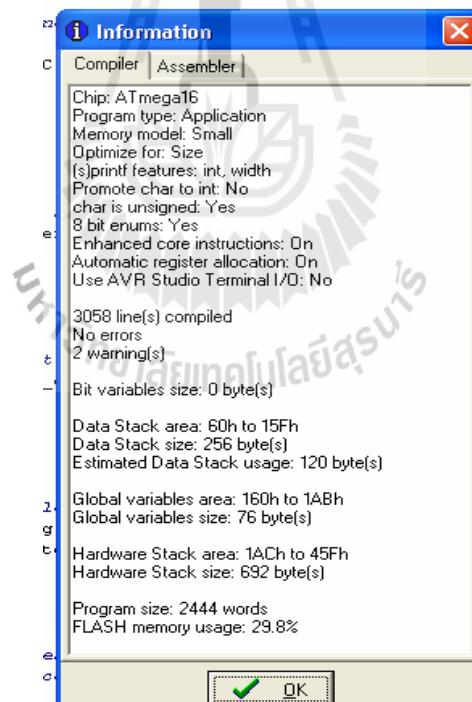 Information
Compiler
Assembler
Chip: ATmega16
Program type: Application
Memory model: Small
Optimize for: Size
(s)printf features: int, width
Promote char to int: No
char is unsigned: Yes
8 bit enums: Yes
Enhanced core instructions: On
Automatic register allocation: On
Use AVR Studio Terminal I/O: No
3058 line(s) compiled
No errors
2 warning(s)
Bit variables size: 0 byte(s)
Data Stack area: 60h to 15Fh
Data Stack size: 256 byte(s)
Estimated Data Stack usage: 120 byte(s)
Global variables area: 160h to 1ABh
Global variables size: 76 byte(s)
Hardware Stack area: 1ACh to 45Fh
Hardware Stack size: 692 byte(s)
Program size: 2444 words
FLASH memory usage: 29.8%
OK